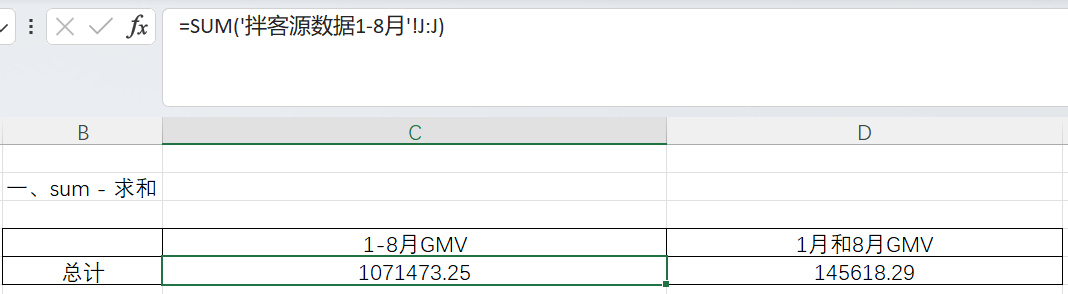 fx =SUM('拌客源数据1-8月'!J:J)
B C D
一、sum - 求和
1-8月GMV 1月和8月GMV
总计 1071473.25 145618.29